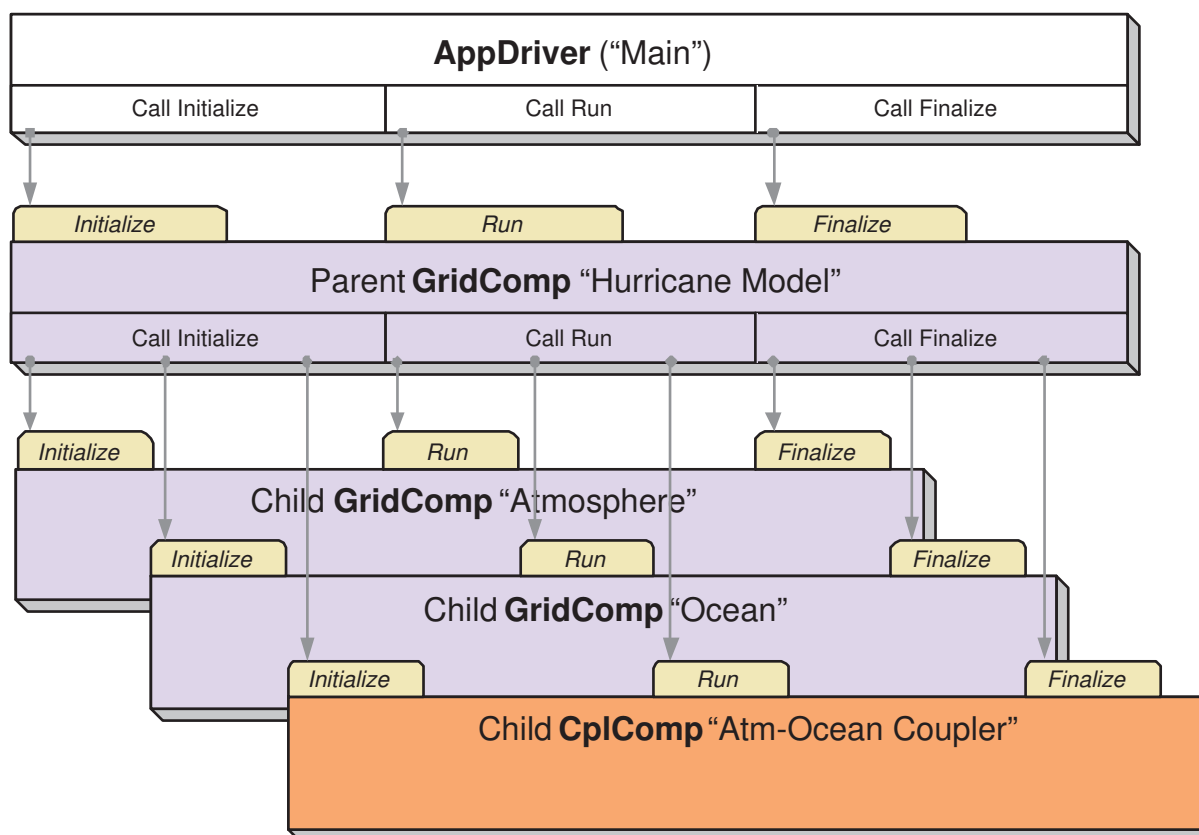 AppDriver (“Main”)
Call Initialize Call Run Call Finalize
Initialize Run Finalize
Parent GridComp “Hurricane Model”
Call Initialize Call Run Call Finalize
Initialize Run Finalize
Child GridComp “Atmosphere”
Initialize Run Finalize
Child GridComp “Ocean”
Initialize Run Finalize
Child CplComp “Atm-Ocean Coupler”